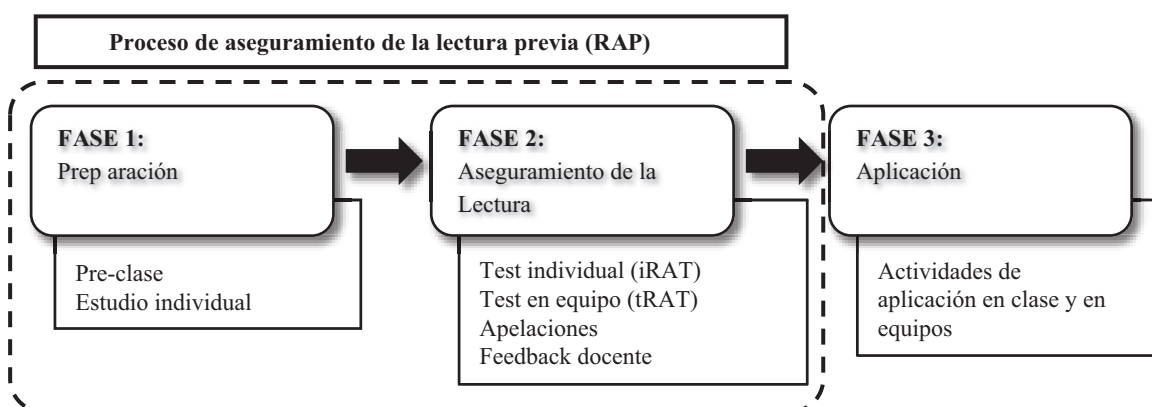 Proceso de aseguramiento de la lectura previa (RAP)
FASE 1:
Prep aración
Pre-clase
Estudio individual
FASE 2:
Aseguramiento de la
Lectura
Test individual (iRAT)
Test en equipo (tRAT)
Apelaciones
Feedback docente
FASE 3:
Aplicación
Actividades de
aplicación en clase y en
equipos